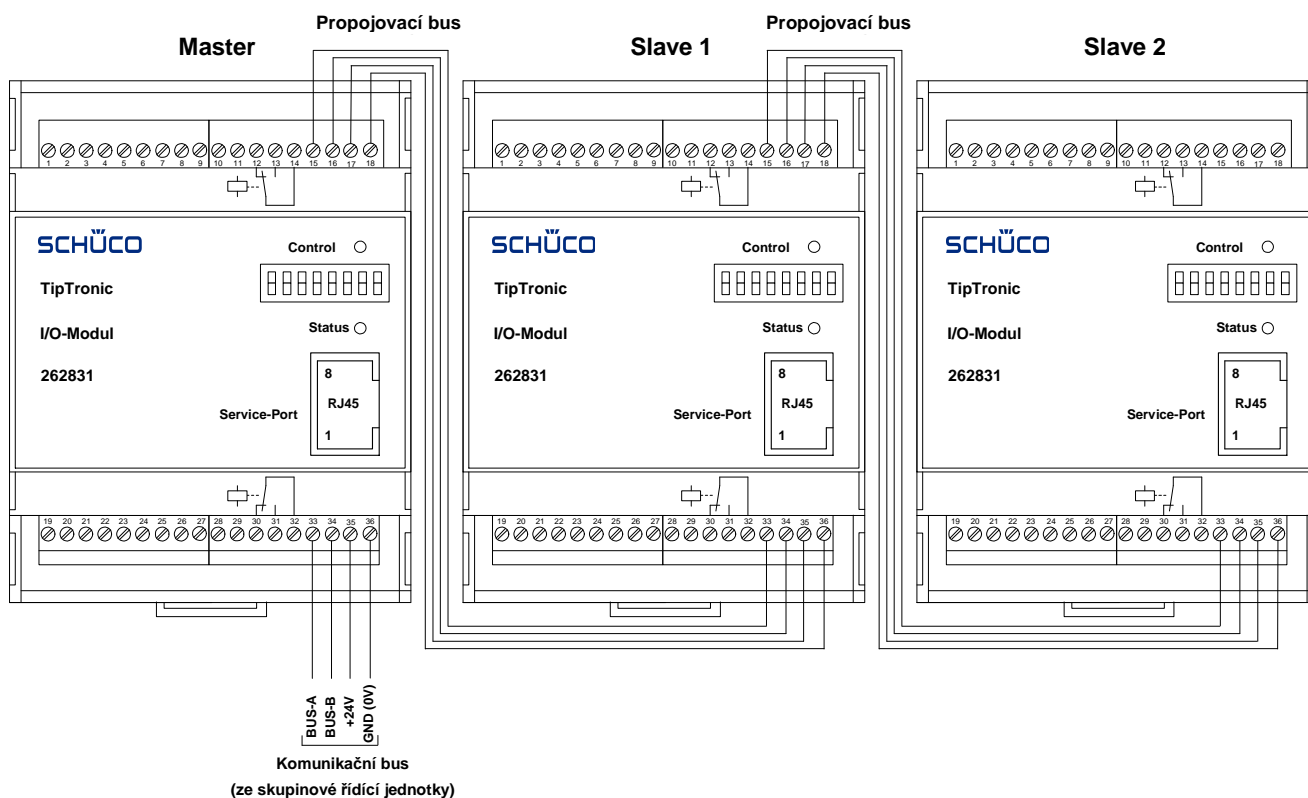 Propojovací bus
Propojovací bus
Master
Slave 1
Slave 2
1 2 3 4 5 6 7 8 9 10 11 12 13 14 15 16 17 18
1 2 3 4 5 6 7 8 9 10 11 12 13 14 15 16 17 18
1 2 3 4 5 6 7 8 9 10 11 12 13 14 15 16 17 18
SCHÜCO
Control
TipTronic
I/O-Modul
Status
262831
8
RJ45
Service-Port
1
SCHÜCO
Control
TipTronic
I/O-Modul
Status
262831
8
RJ45
Service-Port
1
SCHÜCO
Control
TipTronic
I/O-Modul
Status
262831
8
RJ45
Service-Port
1
19 20 21 22 23 24 25 26 27 28 29 30 31 32 33 34 35 36
19 20 21 22 23 24 25 26 27 28 29 30 31 32 33 34 35 36
19 20 21 22 23 24 25 26 27 28 29 30 31 32 33 34 35 36
BUS-A
BUS-B
+24V
GND (0V)
Komunikační bus
(ze skupinové řídící jednotky)